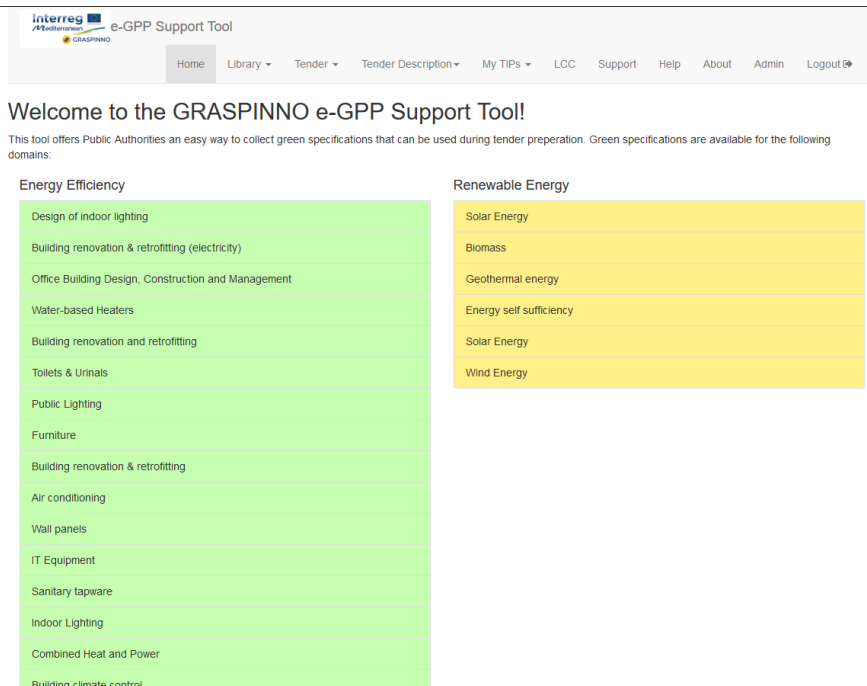 Interreg
Mediterranean
GRASPINNO
e-GPP Support Tool
Home Library Tender Tender Description My TIPs LCC Support Help About Admin Logout
Welcome to the GRASPINNO e-GPP Support Tool!
This tool offers Public Authorities an easy way to collect green specifications that can be used during tender preperation. Green specifications are available for the following
domains:
Energy Efficiency
Design of indoor lighting
Building renovation & retrofitting (electricity)
Office Building Design, Construction and Management
Water-based Heaters
Building renovation and retrofitting
Toilets & Urinals
Public Lighting
Furniture
Building renovation & retrofitting
Air conditioning
Wall panels
IT Equipment
Sanitary tapware
Indoor Lighting
Combined Heat and Power
Building climate control
Renewable Energy
Solar Energy
Biomass
Geothermal energy
Energy self sufficiency
Solar Energy
Wind Energy